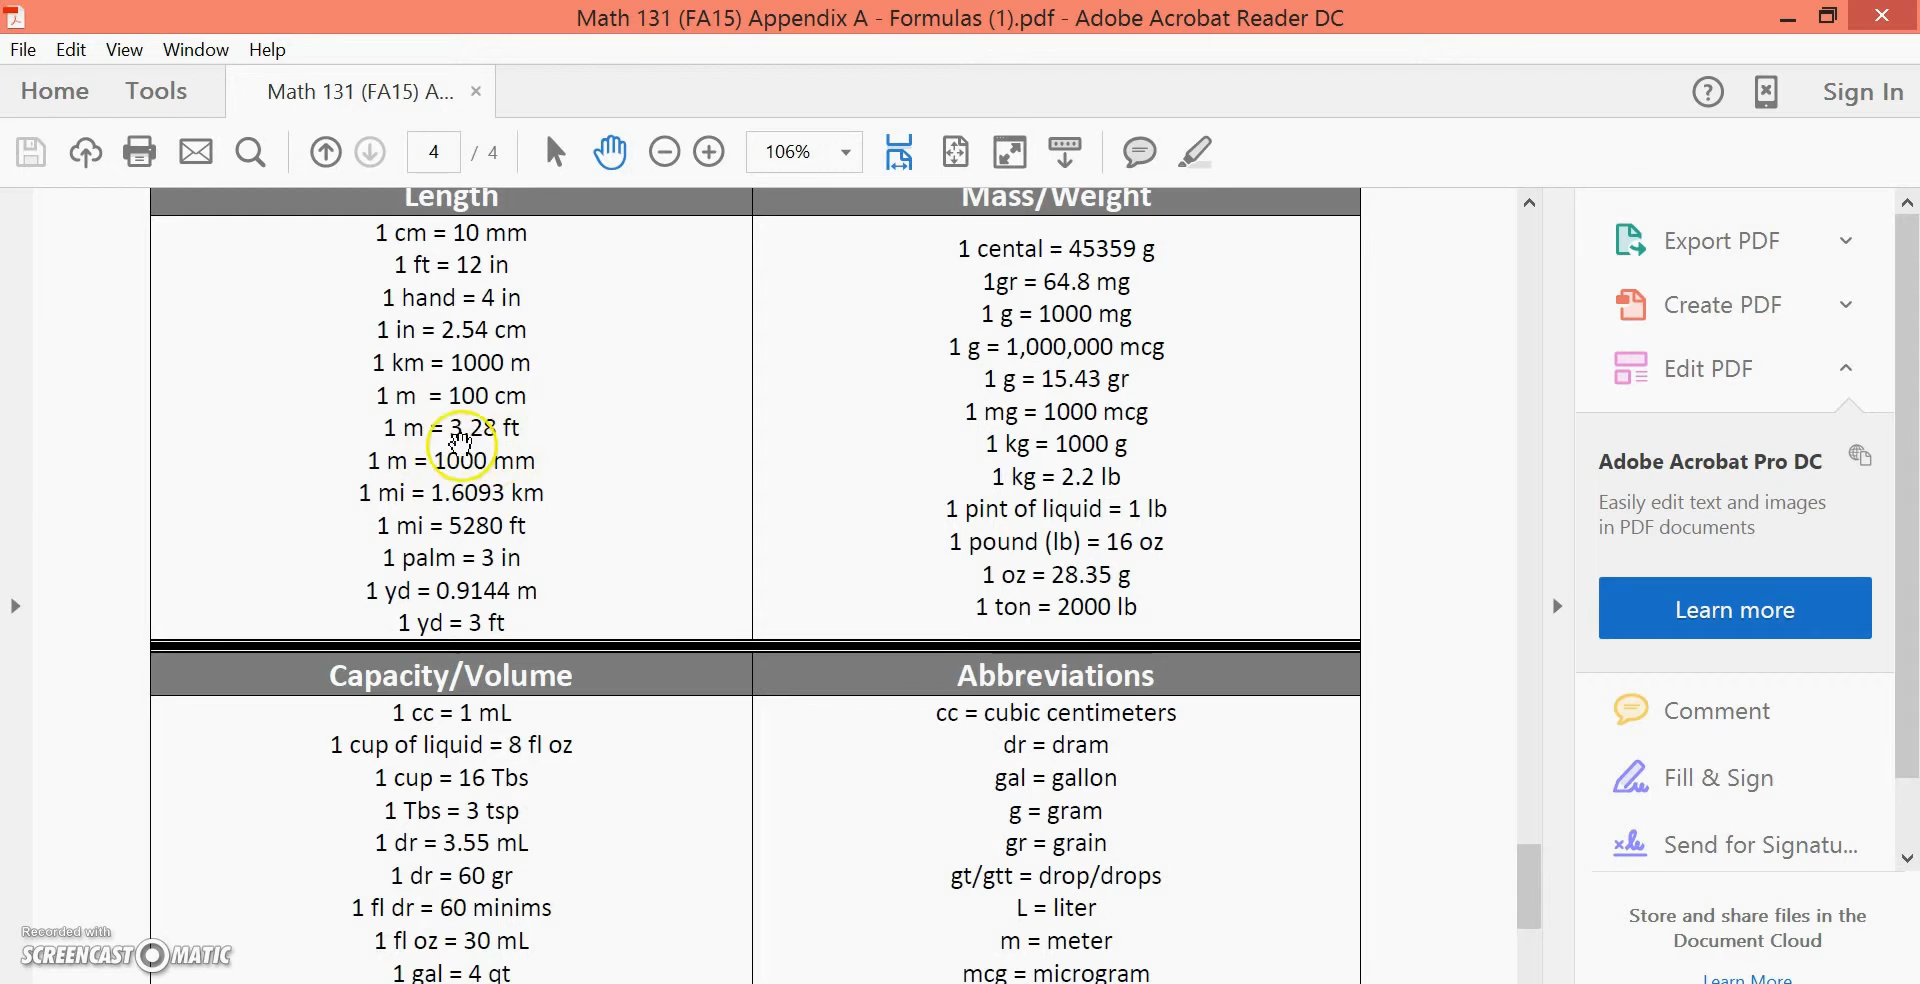 Math 131 (FA15) Appendix A - Formulas (1).pdf - Adobe Acrobat Reader DC
File Edit View Window Help
Home Tools Math 131 (FA15) A... × Sign In
4 / 4 106%
Length
1 cm = 10 mm
1 ft = 12 in
1 hand = 4 in
1 in = 2.54 cm
1 km = 1000 m
1 m = 100 cm
1 m = 3.28 ft
1 m = 1000 mm
1 mi = 1.6093 km
1 mi = 5280 ft
1 palm = 3 in
1 yd = 0.9144 m
1 yd = 3 ft
Mass/Weight
1 cental = 45359 g
1gr = 64.8 mg
1 g = 1000 mg
1 g = 1,000,000 mcg
1 g = 15.43 gr
1 mg = 1000 mcg
1 kg = 1000 g
1 kg = 2.2 lb
1 pint of liquid = 1 lb
1 pound (lb) = 16 oz
1 oz = 28.35 g
1 ton = 2000 lb
Capacity/Volume
1 cc = 1 mL
1 cup of liquid = 8 fl oz
1 cup = 16 Tbs
1 Tbs = 3 tsp
1 dr = 3.55 mL
1 dr = 60 gr
1 fl dr = 60 minims
1 fl oz = 30 mL
1 gal = 4 qt
Abbreviations
cc = cubic centimeters
dr = dram
gal = gallon
g = gram
gr = grain
gt/gtt = drop/drops
L = liter
m = meter
mcg = microgram
Export PDF
Create PDF
Edit PDF
Adobe Acrobat Pro DC
Easily edit text and images
in PDF documents
Learn more
Comment
Fill & Sign
Send for Signatu...
Store and share files in the
Document Cloud
Learn More
Recorded with
SCREENCAST MATIC